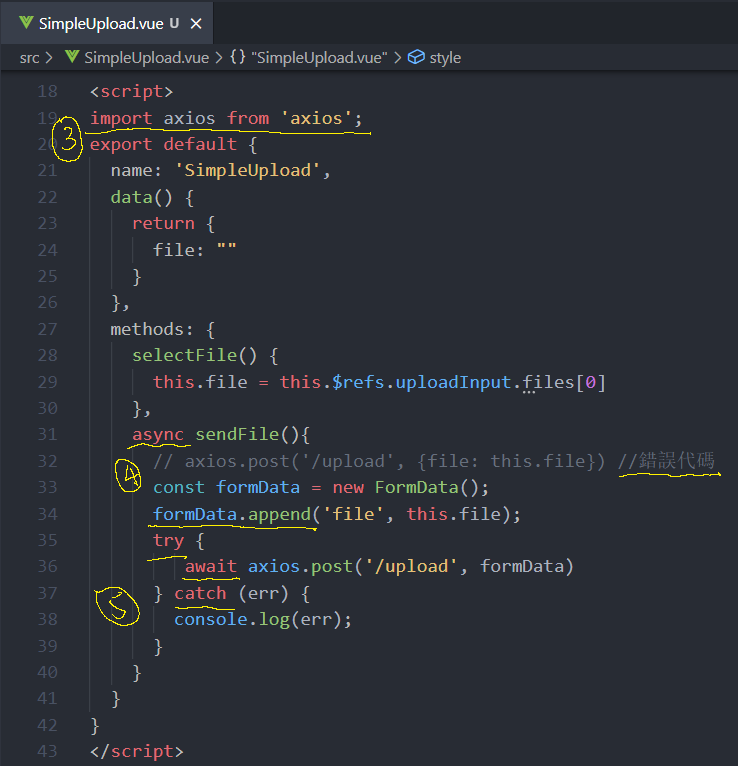 SimpleUpload.vue U ×
src > SimpleUpload.vue > {} "SimpleUpload.vue" > style
18 <script>
19 import axios from 'axios';
③
20 export default {
21   name: 'SimpleUpload',
22   data() {
23     return {
24       file: ""
25     }
26   },
27   methods: {
28     selectFile() {
29       this.file = this.$refs.uploadInput.files[0]
30     },
31     async sendFile(){
32       // axios.post('/upload', {file: this.file}) //錯誤代碼
④
33       const formData = new FormData();
34       formData.append('file', this.file);
35       try {
36         await axios.post('/upload', formData)
37       } catch (err) {
⑤
38         console.log(err);
39       }
40     }
41   }
42 }
43 </script>